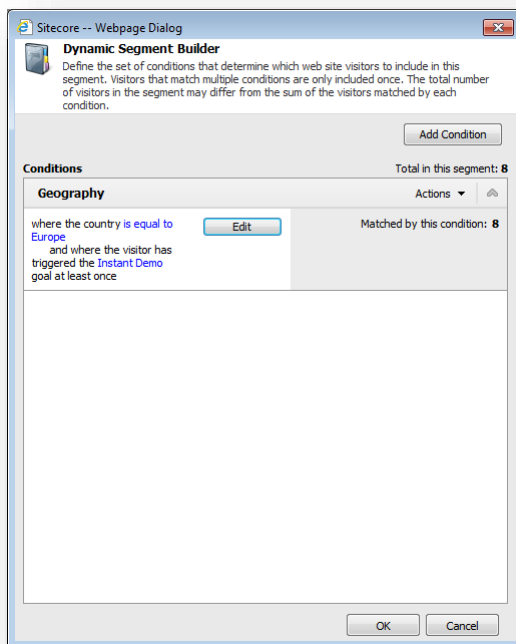 Sitecore -- Webpage Dialog
Dynamic Segment Builder
Define the set of conditions that determine which web site visitors to include in this
segment. Visitors that match multiple conditions are only included once. The total number
of visitors in the segment may differ from the sum of the visitors matched by each
condition.
Add Condition
Conditions Total in this segment: 8
Geography Actions
where the country is equal to Edit Matched by this condition: 8
Europe
and where the visitor has
triggered the Instant Demo
goal at least once
OK Cancel